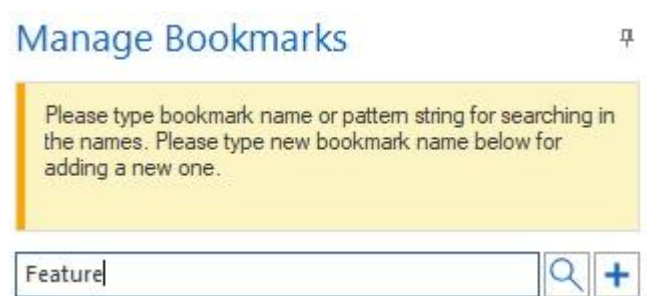 Manage Bookmarks
Please type bookmark name or pattern string for searching in
the names. Please type new bookmark name below for
adding a new one.
Feature